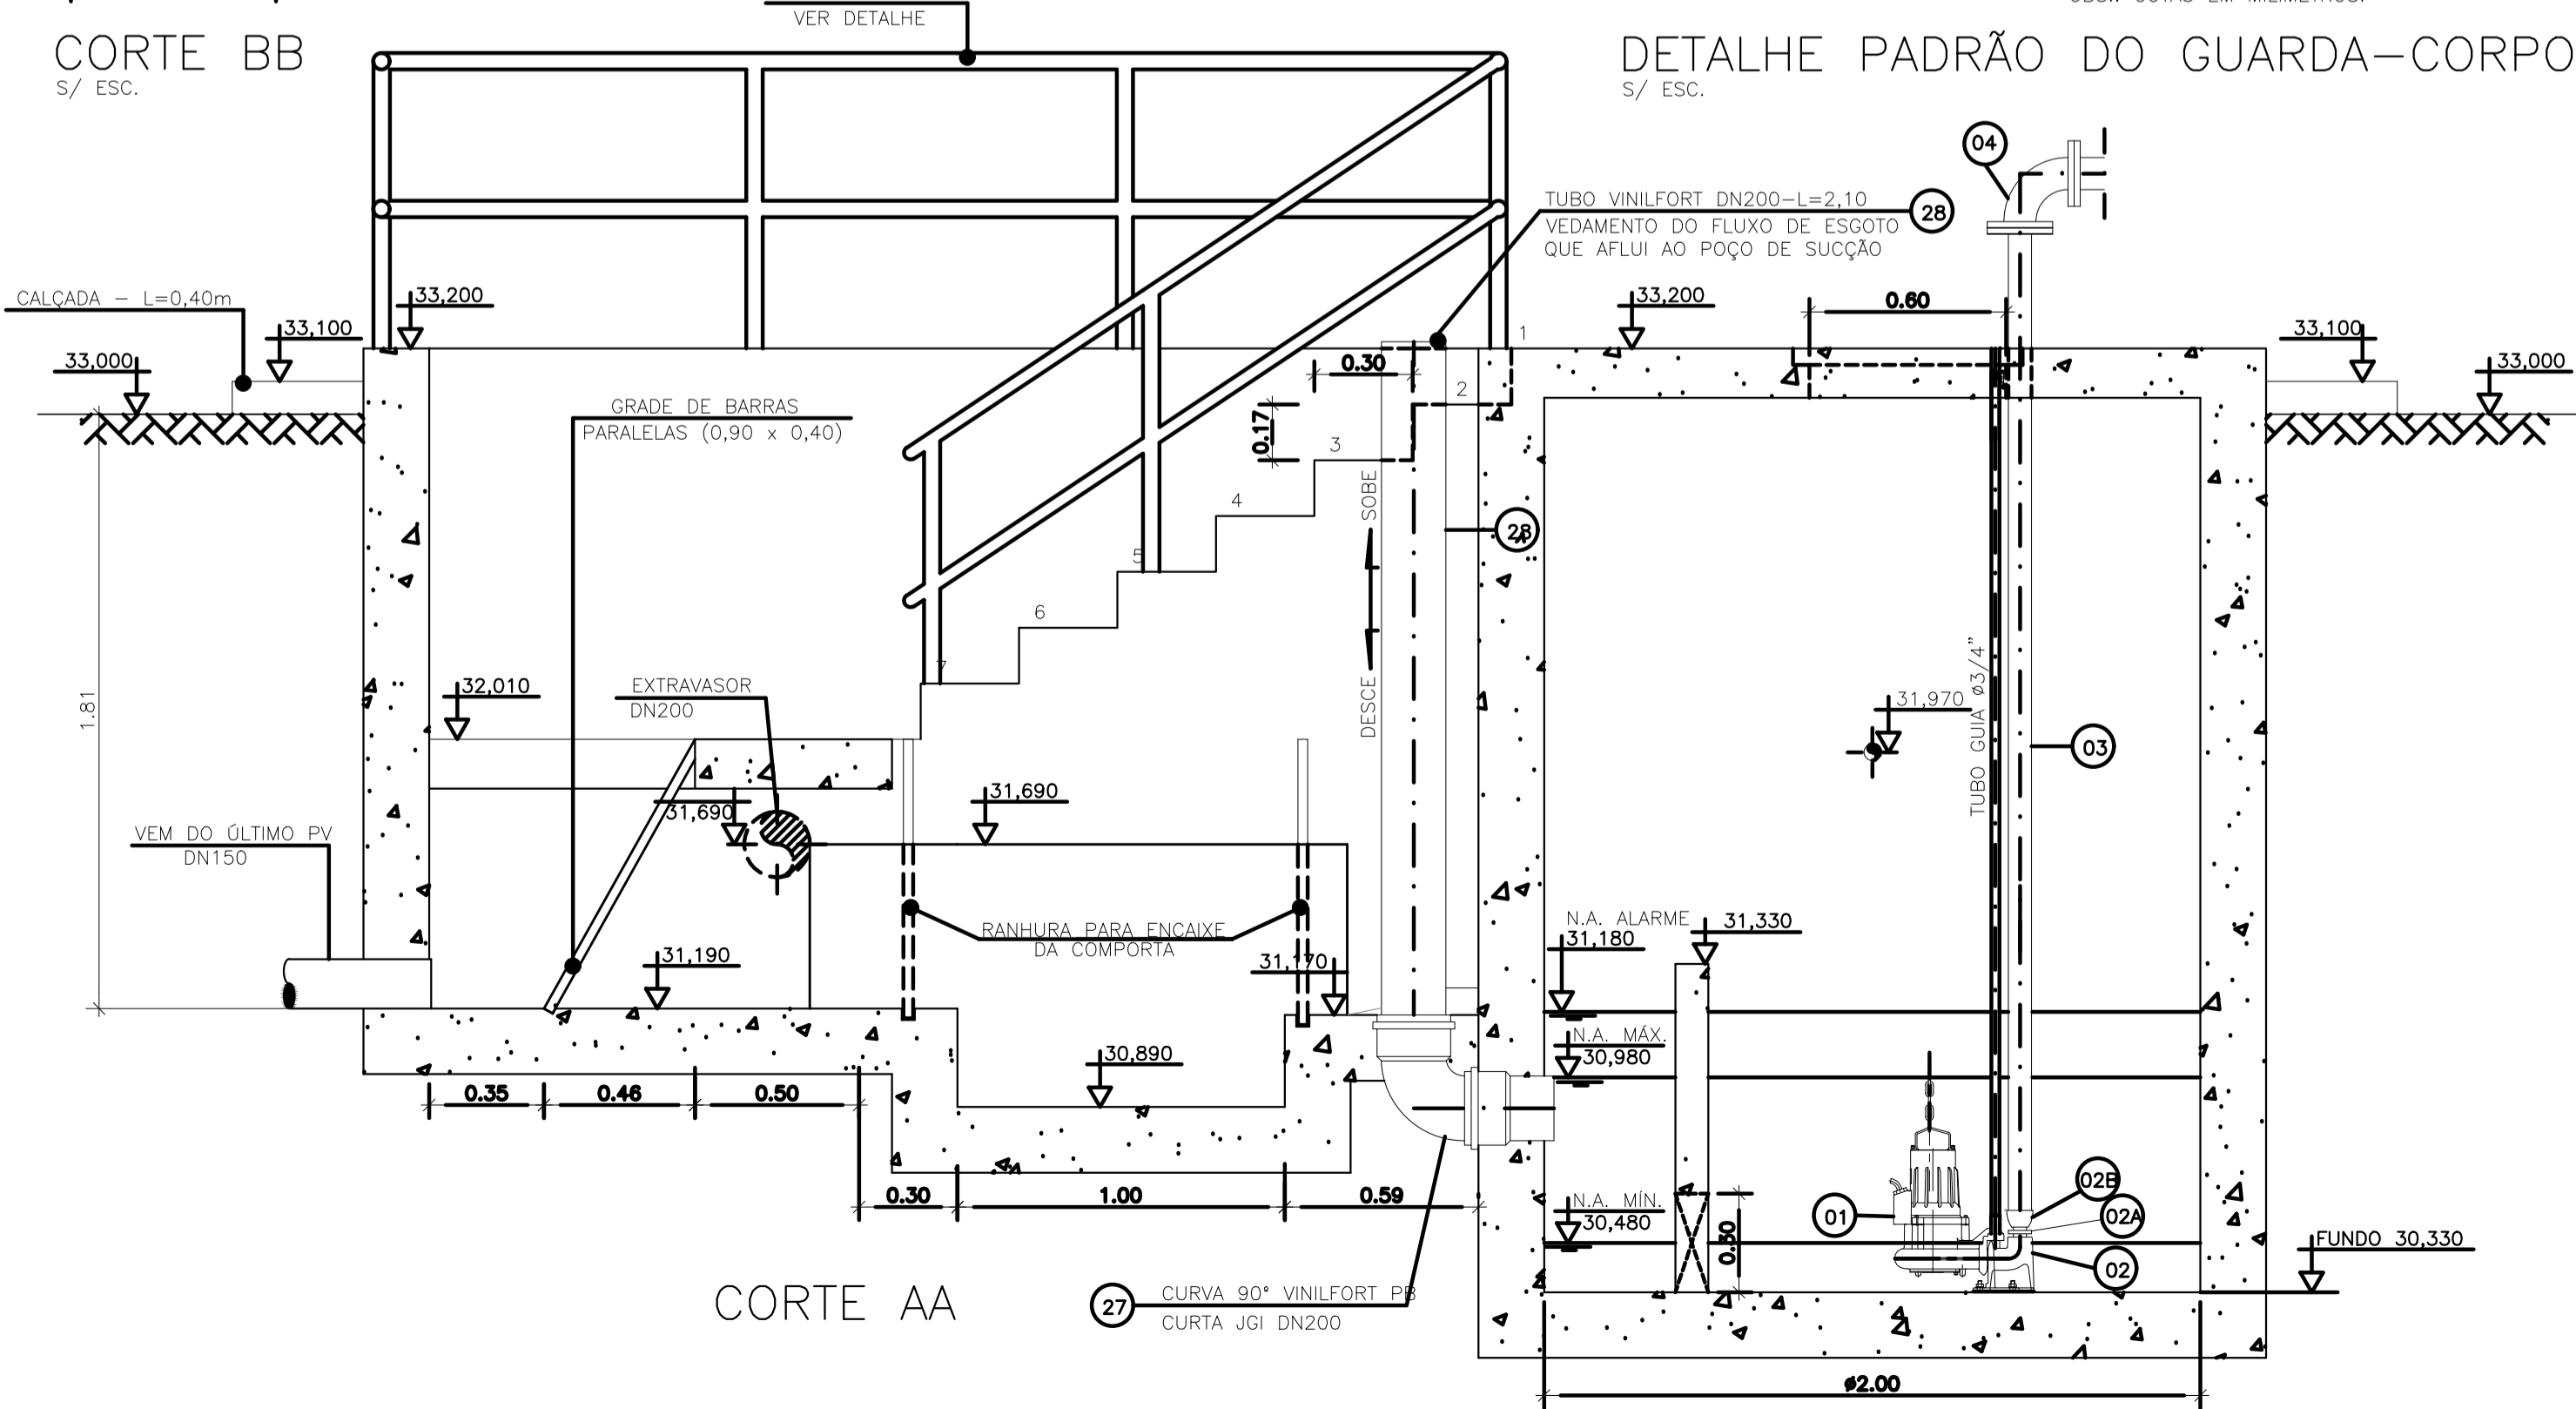 VER DETALHE
CORTE BB
S/ ESC.
DETALHE PADRÃO DO GUARDA-CORPO
S/ ESC.
04
TUBO VINILFORT DN200-L=2,10
VEDAMENTO DO FLUXO DE ESGOTO
QUE AFLUI AO POÇO DE SUCÇÃO
28
CALÇADA - L=0,40m
33,200
33,100
33,000
33,200
0.60
33,100
33,000
1
0.30
2
0.17
3
GRADE DE BARRAS
PARALELAS (0,90 x 0,40)
4
5
6
7
DESCE
SOBE
28
1.81
32,010
EXTRAVASOR
DN200
31,970
TUBO GUIA ø3/4"
03
31,690
31,690
VEM DO ÚLTIMO PV
DN150
RANHURA PARA ENCAIXE
DA COMPORTA
31,190
31,170
N.A. ALARME
31,180
31,330
N.A. MÁX.
30,980
30,890
0.35
0.46
0.50
0.30
1.00
0.59
N.A. MÍN.
30,480
0.30
01
02B
02A
02
FUNDO 30,330
CORTE AA
27
CURVA 90° VINILFORT PB
CURTA JGI DN200
ø2.00